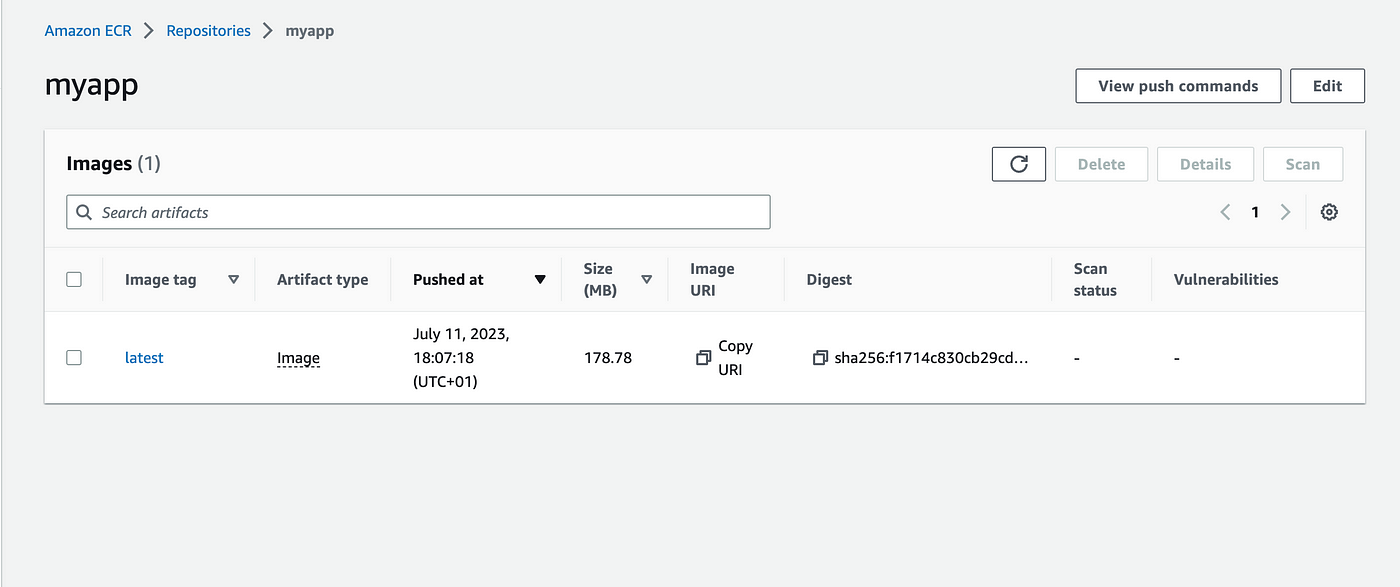 Amazon ECR > Repositories > myapp
myapp
View push commands
Edit
Images (1)
Delete
Details
Scan
Search artifacts
1
Image tag
Artifact type
Pushed at
Size
(MB)
Image
URI
Digest
Scan
status
Vulnerabilities
latest
Image
July 11, 2023,
18:07:18
(UTC+01)
178.78
Copy
URI
sha256:f1714c830cb29cd...
-
-